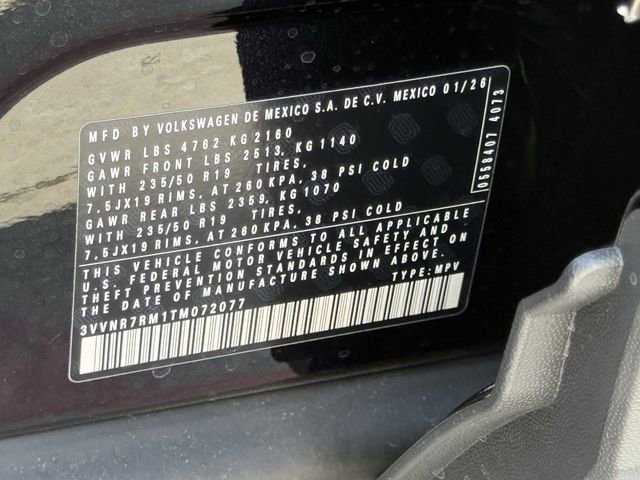 MFD BY VOLKSWAGEN DE MEXICO S.A. DE C.V. MEXICO 01/26
GVWR LBS 4762 KG 2160
GAWR FRONT LBS 2513, KG 1140
WITH 235/50 R19 TIRES,
7.5JX19 RIMS, AT 260 KPA, 38 PSI COLD
GAWR REAR LBS 2359, KG 1070
WITH 235/50 R19 TIRES,
7.5JX19 RIMS, AT 260 KPA, 38 PSI COLD
THIS VEHICLE CONFORMS TO ALL APPLICABLE
U.S. FEDERAL MOTOR VEHICLE SAFETY AND
THEFT PREVENTION STANDARDS IN EFFECT ON
THE DATE OF MANUFACTURE SHOWN ABOVE.
3VVNR7RM1TM072077 TYPE: MPV
0558407 4073